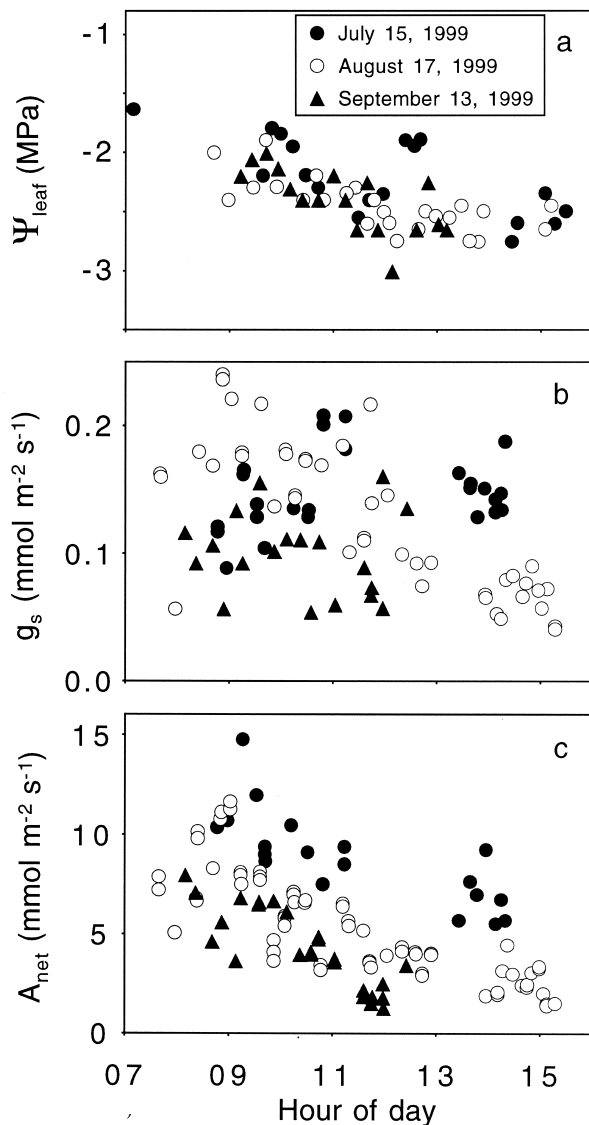 -1
a
● July 15, 1999
○ August 17, 1999
▲ September 13, 1999
-2
-3
Ψleaf (MPa)
b
0.2
0.1
0.0
gs (mmol m-2 s-1)
c
15
10
5
0
Anet (mmol m-2 s-1)
07 09 11 13 15
Hour of day